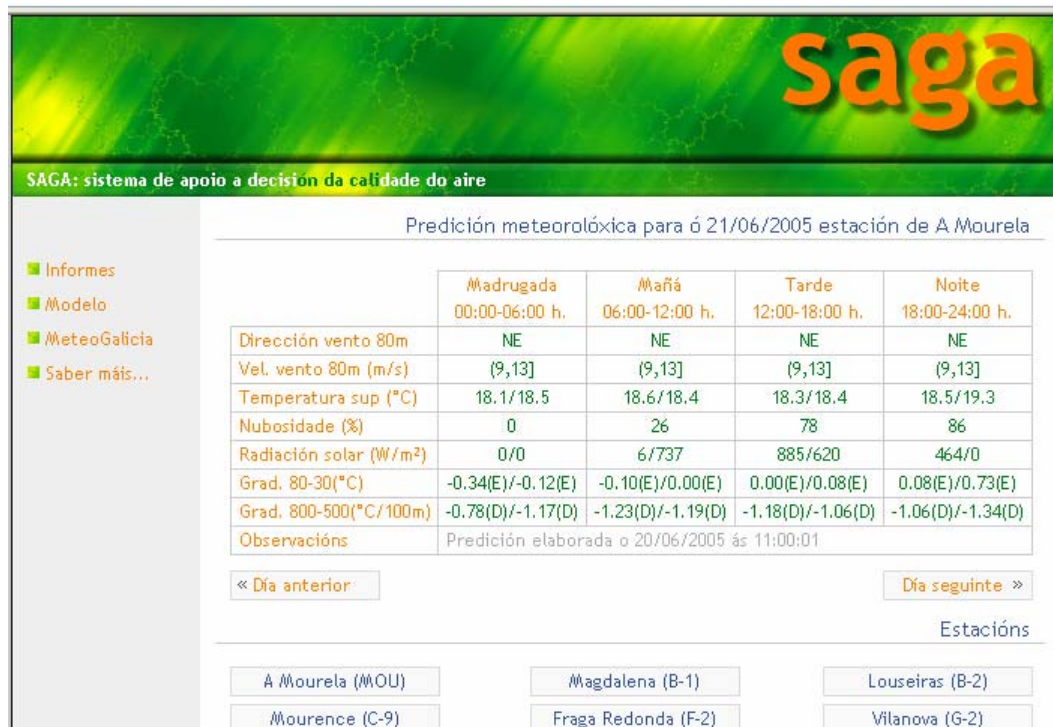 saga
SAGA: sistema de apoio a decisión da calidade do aire
Predición meteorolóxica para ó 21/06/2005 estación de A Mourela
Informes
Modelo
MeteoGalicia
Saber máis...
Madrugada Mañá Tarde Noite
00:00-06:00 h. 06:00-12:00 h. 12:00-18:00 h. 18:00-24:00 h.
Dirección vento 80m NE NE NE NE
Vel. vento 80m (m/s) (9,13] (9,13] (9,13] (9,13]
Temperatura sup (°C) 18.1/18.5 18.6/18.4 18.3/18.4 18.5/19.3
Nubosidade (%) 0 26 78 86
Radiación solar (W/m²) 0/0 6/737 885/620 464/0
Grad. 80-30(°C) -0.34(E)/-0.12(E) -0.10(E)/0.00(E) 0.00(E)/0.08(E) 0.08(E)/0.73(E)
Grad. 800-500(°C/100m) -0.78(D)/-1.17(D) -1.23(D)/-1.19(D) -1.18(D)/-1.06(D) -1.06(D)/-1.34(D)
Observacións Predición elaborada o 20/06/2005 ás 11:00:01
« Día anterior Día seguinte »
Estacións
A Mourela (MOU) Magdalena (B-1) Louseiras (B-2)
Mourence (C-9) Fraga Redonda (F-2) Vilanova (G-2)